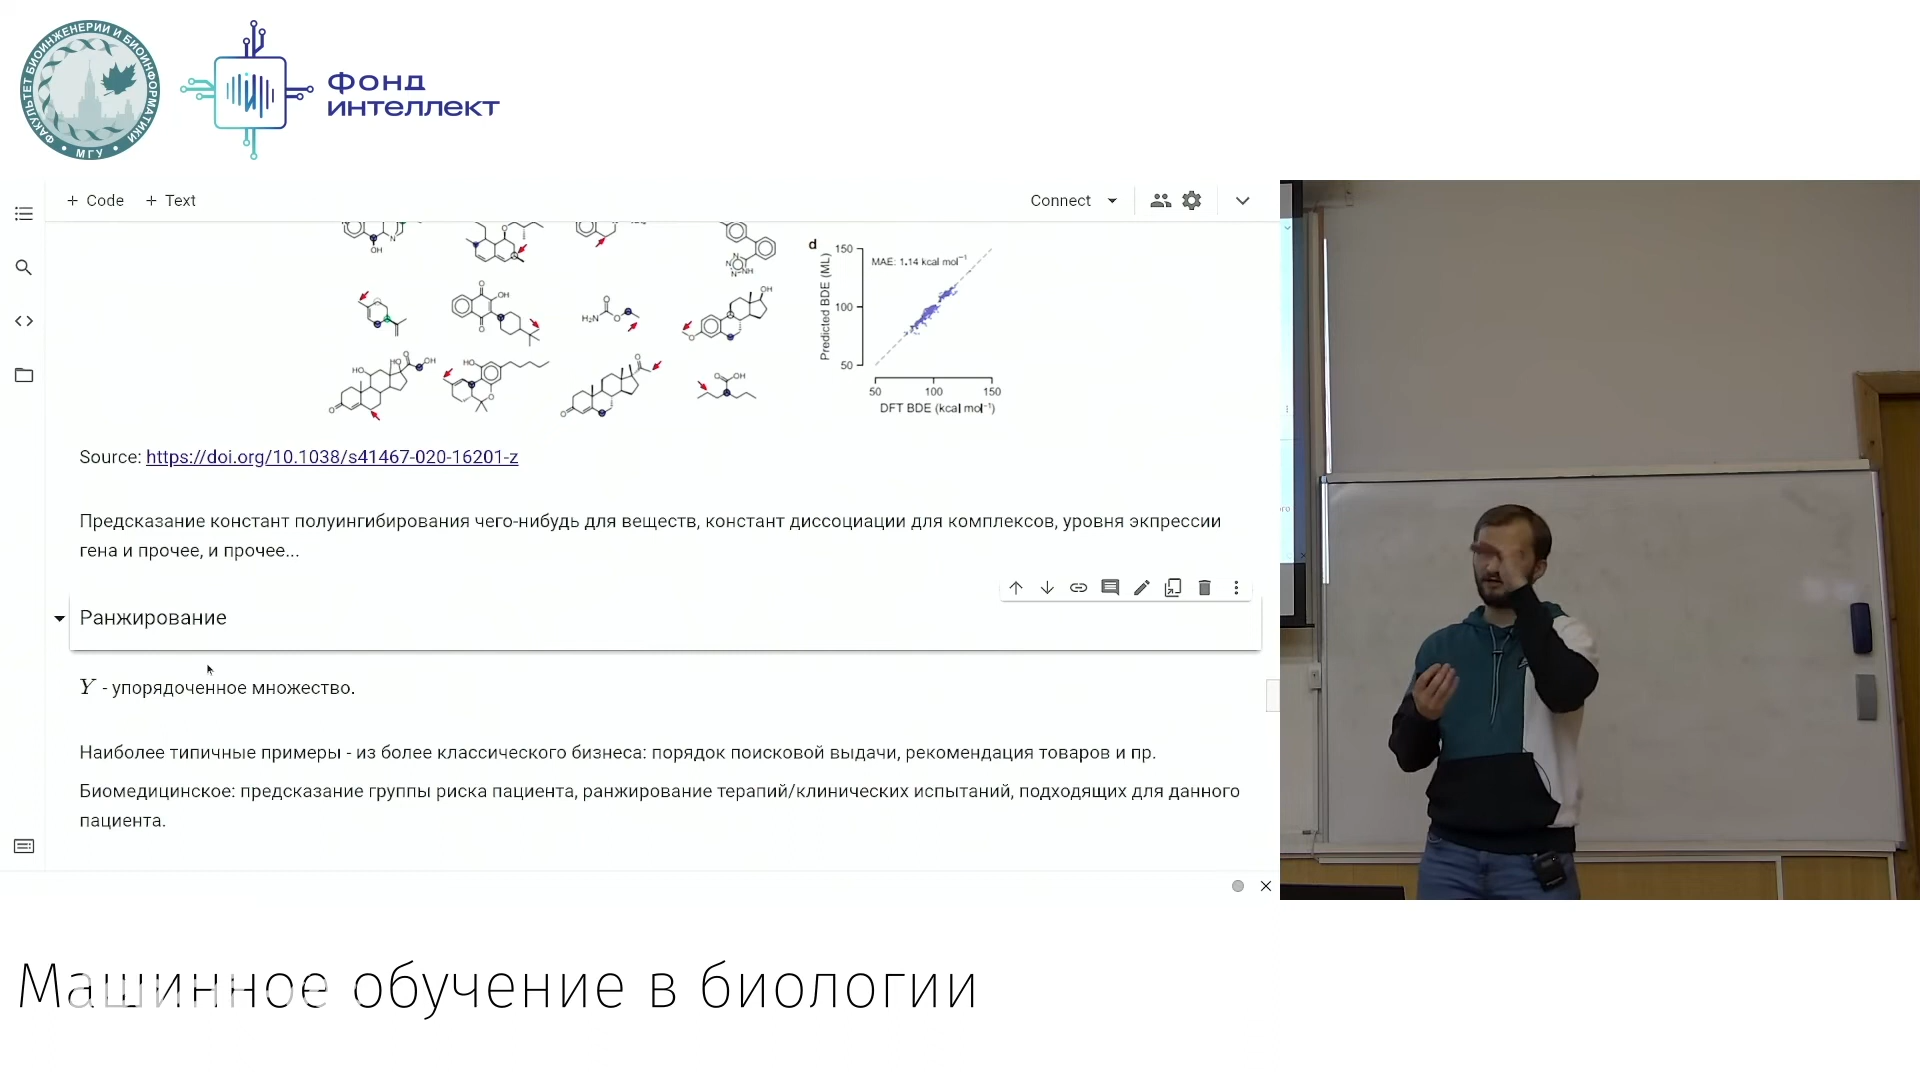 ФАКУЛЬТЕТ БИОИНЖЕНЕРИИ И БИОИНФОРМАТИКИ
• МГУ •
ФОНД
ИНТЕЛЛЕКТ
+ Code + Text
Connect
d
150
100
50
MAE: 1.14 kcal mol⁻¹
Predicted BDE (ML)
50 100 150
DFT BDE (kcal mol⁻¹)
Source: https://doi.org/10.1038/s41467-020-16201-z
Предсказание констант полуингибирования чего-нибудь для веществ, констант диссоциации для комплексов, уровня экпрессии
гена и прочее, и прочее...
Ранжирование
Y - упорядоченное множество.
Наиболее типичные примеры - из более классического бизнеса: порядок поисковой выдачи, рекомендация товаров и пр.
Биомедицинское: предсказание группы риска пациента, ранжирование терапий/клинических испытаний, подходящих для данного
пациента.
Машинное обучение в биологии